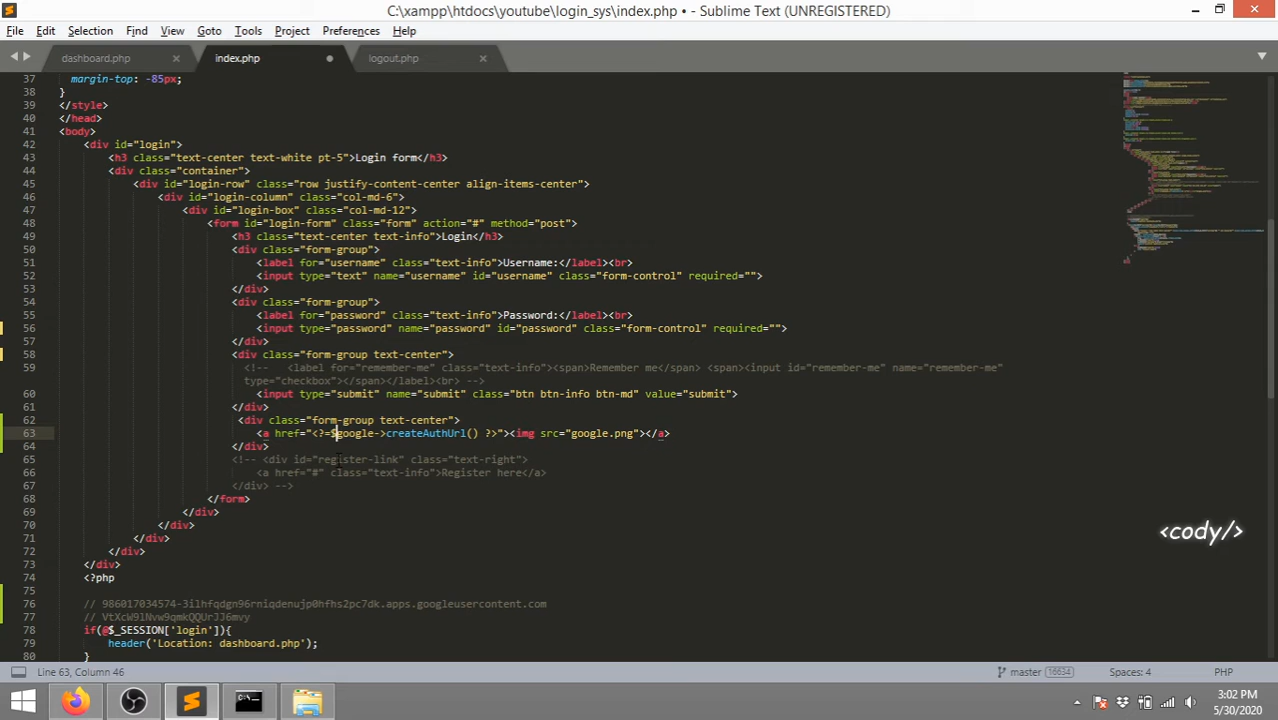 C:\xampp\htdocs\youtube\login_sys\index.php • - Sublime Text (UNREGISTERED)
File Edit Selection Find View Goto Tools Project Preferences Help
dashboard.php index.php logout.php
37 margin-top: -85px;
38 }
39 </style>
40 </head>
41 <body>
42 <div id="login">
43 <h3 class="text-center text-white pt-5">Login form</h3>
44 <div class="container">
45 <div id="login-row" class="row justify-content-center align-items-center">
46 <div id="login-column" class="col-md-6">
47 <div id="login-box" class="col-md-12">
48 <form id="login-form" class="form" action="#" method="post">
49 <h3 class="text-center text-info">Login</h3>
50 <div class="form-group">
51 <label for="username" class="text-info">Username:</label><br>
52 <input type="text" name="username" id="username" class="form-control" required="">
53 </div>
54 <div class="form-group">
55 <label for="password" class="text-info">Password:</label><br>
56 <input type="password" name="password" id="password" class="form-control" required="">
57 </div>
58 <div class="form-group text-center">
59 <!-- <label for="remember-me" class="text-info"><span>Remember me</span> <span><input id="remember-me" name="remember-me"
type="checkbox"></span></label><br> -->
60 <input type="submit" name="submit" class="btn btn-info btn-md" value="submit">
61 </div>
62 <div class="form-group text-center">
63 <a href="<?=$google->createAuthUrl() ?>"><img src="google.png"></a>
64 </div>
65 <!-- <div id="register-link" class="text-right">
66 <a href="#" class="text-info">Register here</a>
67 </div> -->
68 </form>
69 </div>
70 </div>
71 </div>
72 </div>
73 </div>
74 <?php
75
76 // 986017034574-3ilhfqdgn96rniqdenujp0hfhs2pc7dk.apps.googleusercontent.com
77 // VtXcW9lNvw9qmkQQUrJJ6mvy
78 if(@$_SESSION['login']){
79 header('Location: dashboard.php');
80 }
<cody/>
Line 63, Column 46 master 16634 Spaces: 4 PHP
3:02 PM
5/30/2020